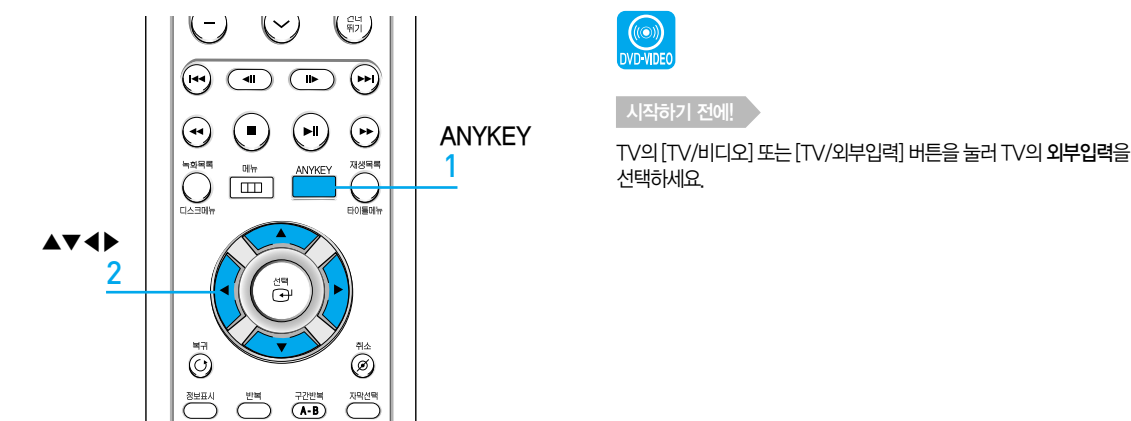 건너
뛰기
ANYKEY
1
녹화목록
메뉴
ANYKEY
재생목록
디스크메뉴
타이틀메뉴
▲▼◀▶
2
선택
복귀
취소
정보표시
반복
구간반복
자막선택
A-B
DVD-VIDEO
시작하기 전에!
TV의 [TV/비디오] 또는 [TV/외부입력] 버튼을 눌러 TV의 외부입력을
선택하세요.